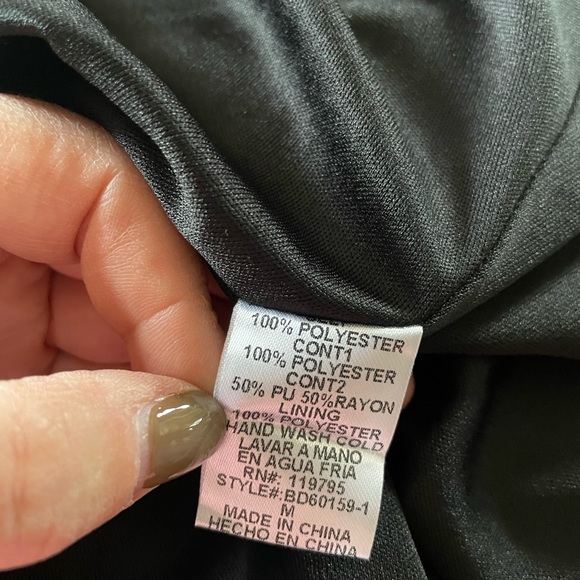 100% POLYESTER
CONT1
100% POLYESTER
CONT2
50% PU 50%RAYON
LINING
100% POLYESTER
HAND WASH COLD
LAVAR A MANO
EN AGUA FRIA
RN#: 119795
STYLE#:BD60159-1
M
MADE IN CHINA
HECHO EN CHINA